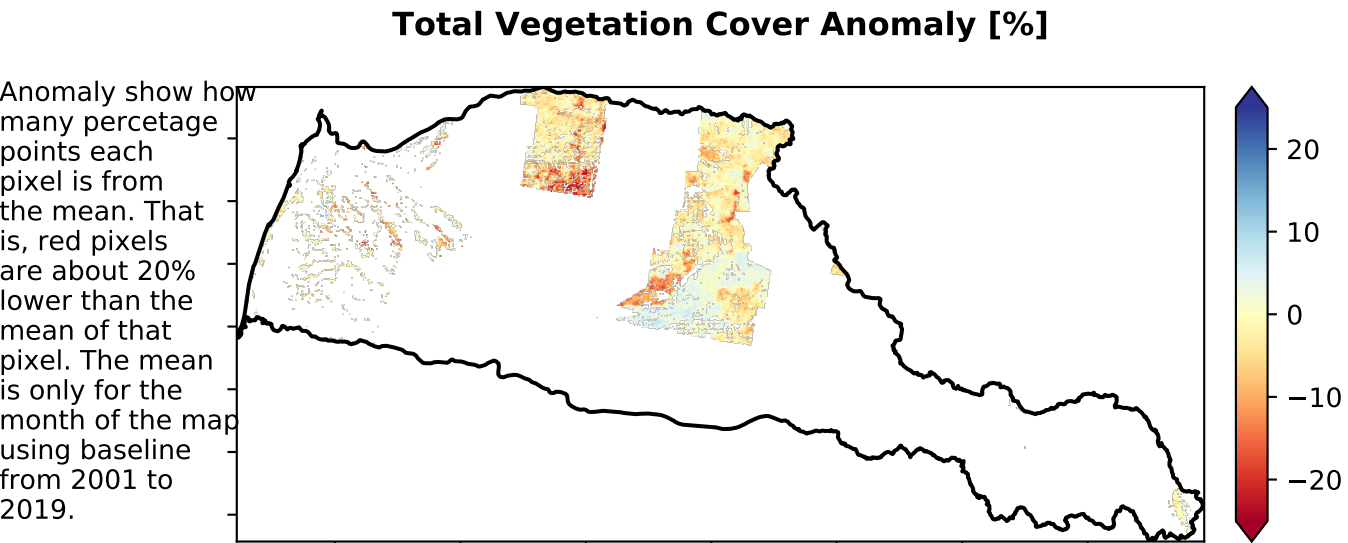 Total Vegetation Cover Anomaly [%]
Anomaly show how
many percetage
points each
pixel is from
the mean. That
is, red pixels
are about 20%
lower than the
mean of that
pixel. The mean
is only for the
month of the map
using baseline
from 2001 to
2019.
20
10
0
−10
−20